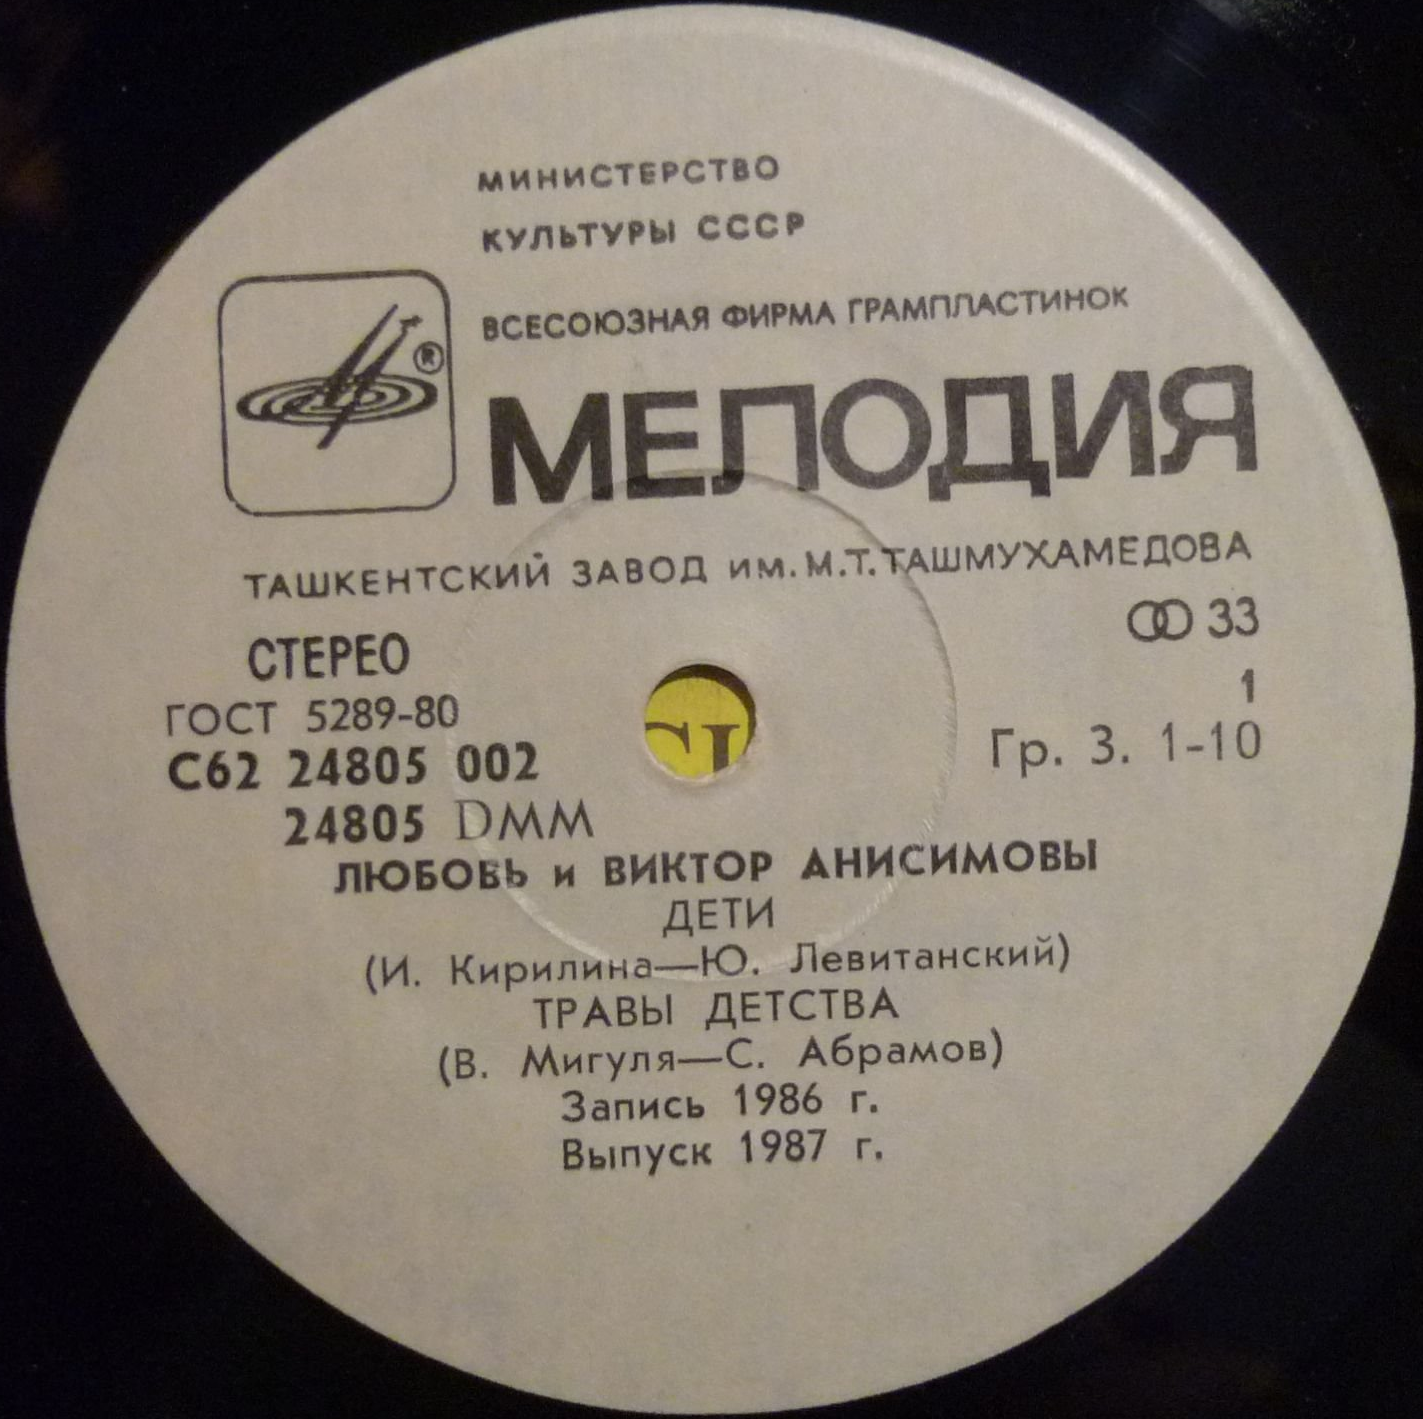 МИНИСТЕРСТВО
КУЛЬТУРЫ СССР
ВСЕСОЮЗНАЯ ФИРМА ГРАМПЛАСТИНОК
®
МЕЛОДИЯ
ТАШКЕНТСКИЙ ЗАВОД ИМ. М.Т.ТАШМУХАМЕДОВА
СТЕРЕО
33
ГОСТ 5289-80
1
С62 24805 002
Гр. 3. 1-10
24805 DMM
ЛЮБОВЬ и ВИКТОР АНИСИМОВЫ
ДЕТИ
(И. Кирилина—Ю. Левитанский)
ТРАВЫ ДЕТСТВА
(В. Мигуля—С. Абрамов)
Запись 1986 г.
Выпуск 1987 г.